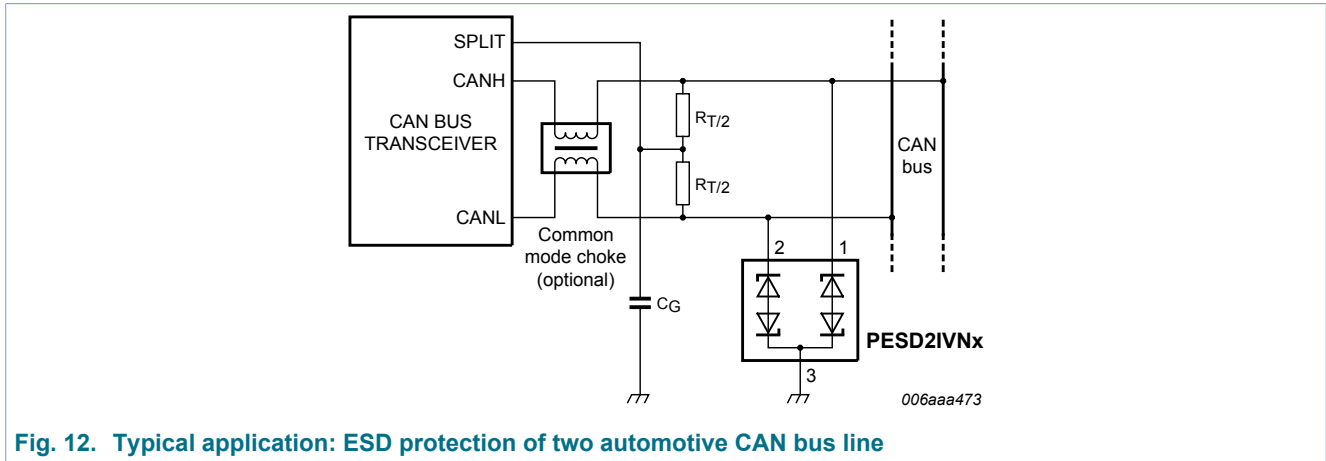 SPLIT
CANH
CAN BUS
TRANSCEIVER
CANL
Common
mode choke
(optional)
RT/2
RT/2
CG
CAN
bus
2
1
PESD2IVNx
3
006aaa473
Fig. 12. Typical application: ESD protection of two automotive CAN bus line